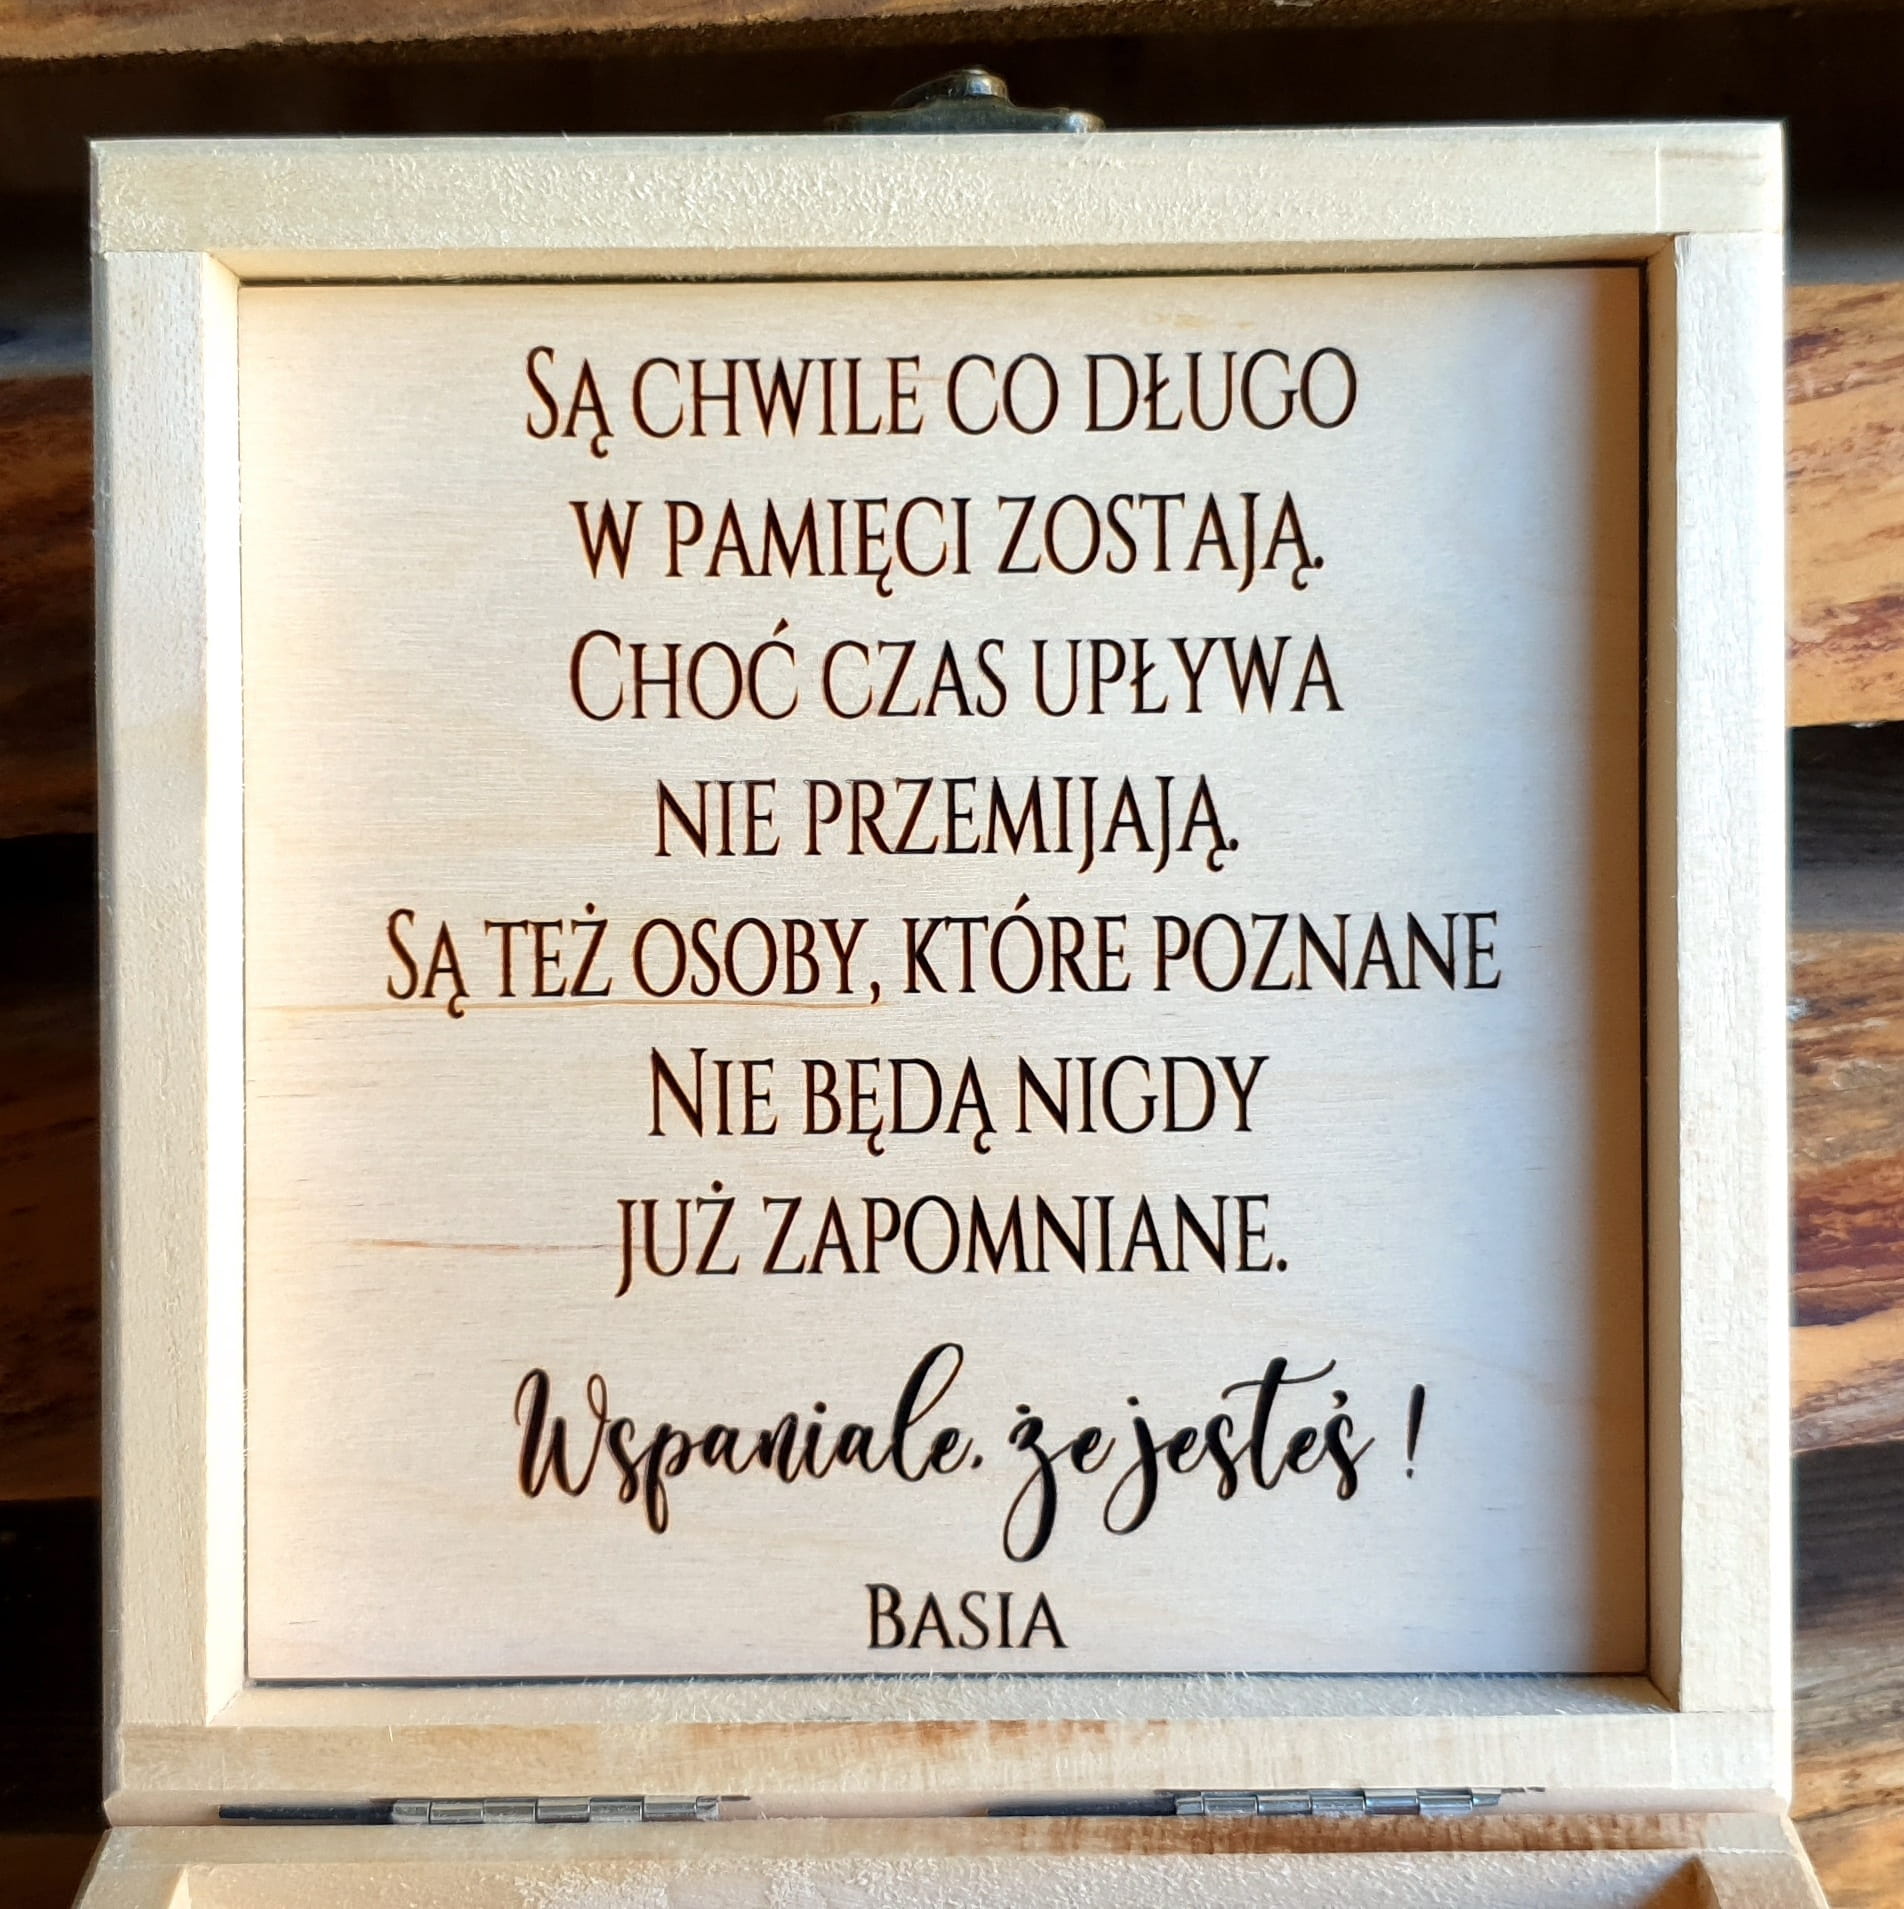 Są chwile co długo
w pamięci zostają.
Choć czas upływa
nie przemijają.
Są też osoby, które poznane
Nie będą nigdy
już zapomniane.
Wspaniale, że jesteś !
Basia